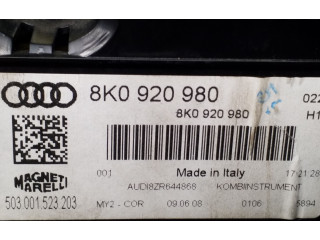 8K0 920 980
022
8K0 920 980
H1
001
Made in Italy
17:21:28
MAGNETI
MARELLI
AUDI8ZR644868
KOMBIINSTRUMENT
503.001.523.203
MY2 - COR
09.06.08
0106
5894